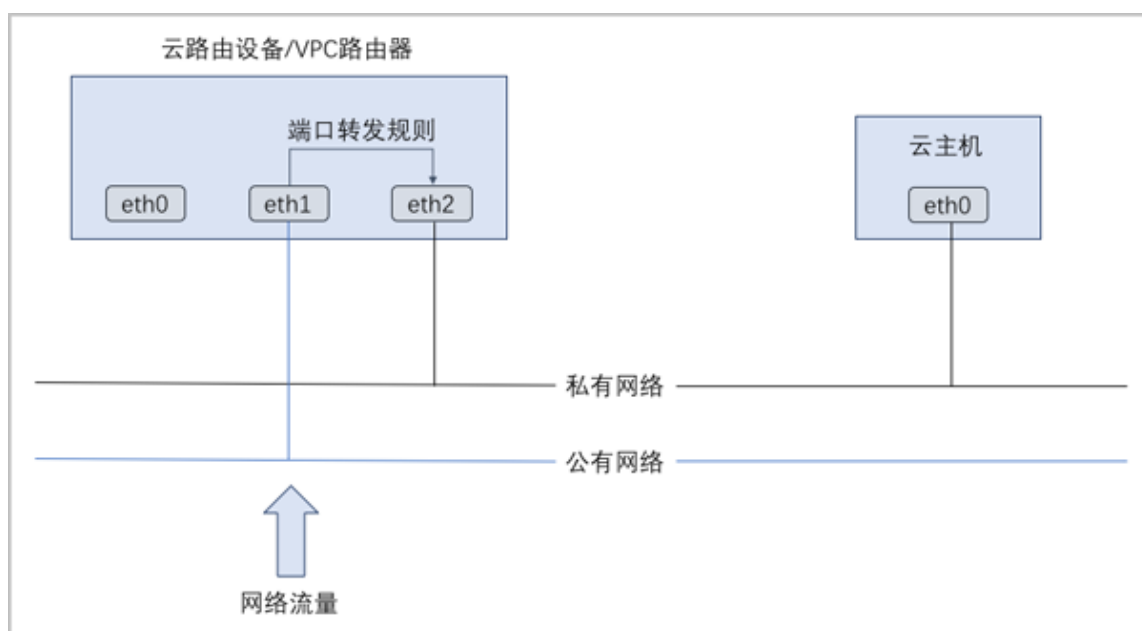 云路由设备/VPC路由器
端口转发规则
云主机
eth0
eth1
eth2
eth0
私有网络
公有网络
网络流量